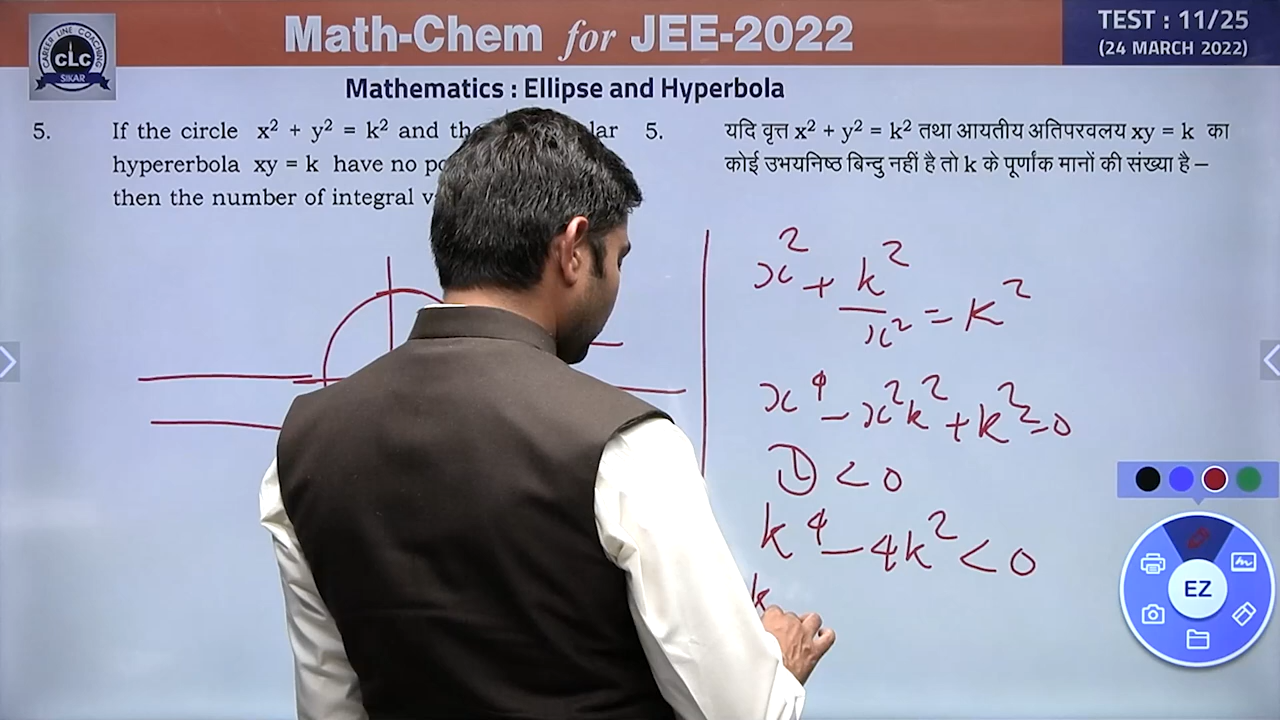 Math-Chem for JEE-2022
TEST : 11/25
(24 MARCH 2022)
CAREER LINE COACHING
CLC
SIKAR
Mathematics : Ellipse and Hyperbola
5. If the circle x² + y² = k² and the
hypererbola xy = k have no
then the number of integral
5. यदि वृत्त x² + y² = k² तथा आयतीय अतिपरवलय xy = k का
कोई उभयनिष्ठ बिन्दु नहीं है तो k के पूर्णांक मानों की संख्या है –
x² + k²/x² = k²
x⁴ – x²k² + k² = 0
D < 0
k⁴ – 4k² < 0
k
EZ